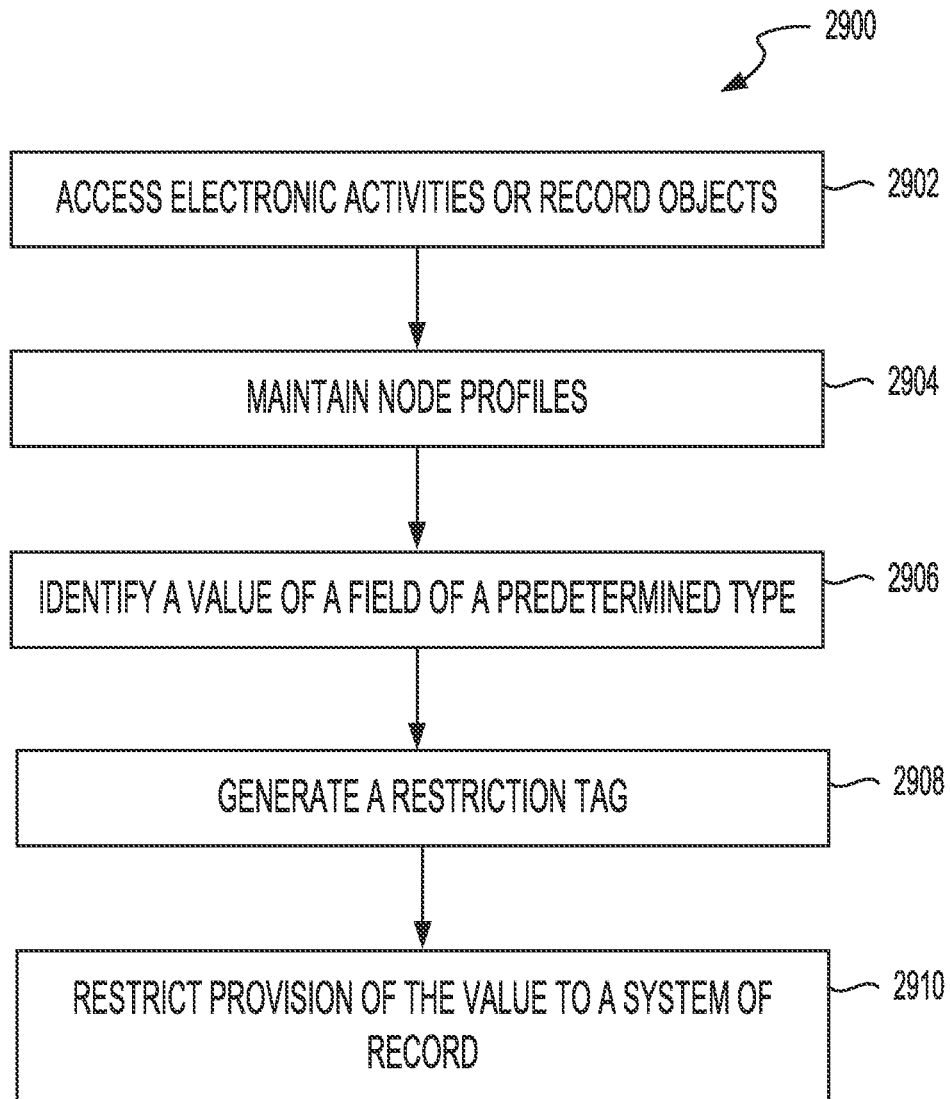 2900
ACCESS ELECTRONIC ACTIVITIES OR RECORD OBJECTS
2902
MAINTAIN NODE PROFILES
2904
IDENTIFY A VALUE OF A FIELD OF A PREDETERMINED TYPE
2906
GENERATE A RESTRICTION TAG
2908
RESTRICT PROVISION OF THE VALUE TO A SYSTEM OF
RECORD
2910